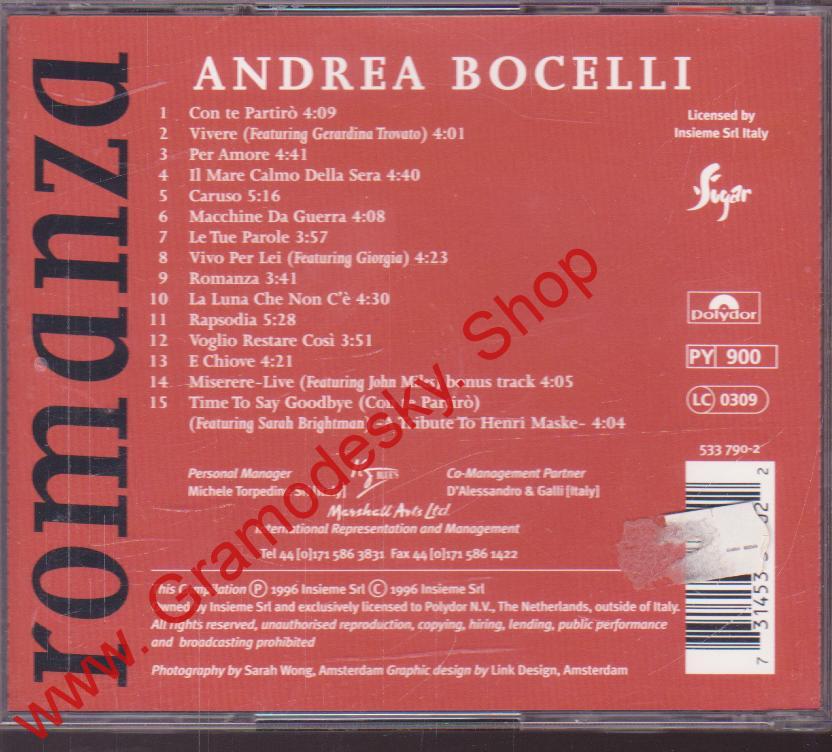 romanza
ANDREA BOCELLI
1 Con te Partirò 4:09
2 Vivere (Featuring Gerardina Trovato) 4:01
3 Per Amore 4:41
4 Il Mare Calmo Della Sera 4:40
5 Caruso 5:16
6 Macchine Da Guerra 4:08
7 Le Tue Parole 3:57
8 Vivo Per Lei (Featuring Giorgia) 4:23
9 Romanza 3:41
10 La Luna Che Non C'è 4:30
11 Rapsodia 5:28
12 Voglio Restare Così 3:51
13 E Chiove 4:21
14 Miserere-Live (Featuring John Miles) bonus track 4:05
15 Time To Say Goodbye (Con te Partirò)
(Featuring Sarah Brightman) -A Tribute To Henri Maske- 4:04
Licensed by
Insieme Srl Italy
Sugar
Polydor
PY 900
LC 0309
533 790-2
Personal Manager
Michele Torpedine
Co-Management Partner
D'Alessandro & Galli [Italy]
Marshall Arts Ltd.
International Representation and Management
Tel 44 [0]171 586 3831 Fax 44 [0]171 586 1422
This Compilation Ⓟ 1996 Insieme Srl Ⓒ 1996 Insieme Srl
owned by Insieme Srl and exclusively licensed to Polydor N.V., The Netherlands, outside of Italy.
All rights reserved, unauthorised reproduction, copying, hiring, lending, public performance
and broadcasting prohibited
Photography by Sarah Wong, Amsterdam Graphic design by Link Design, Amsterdam
www.Gramodesky.Shop